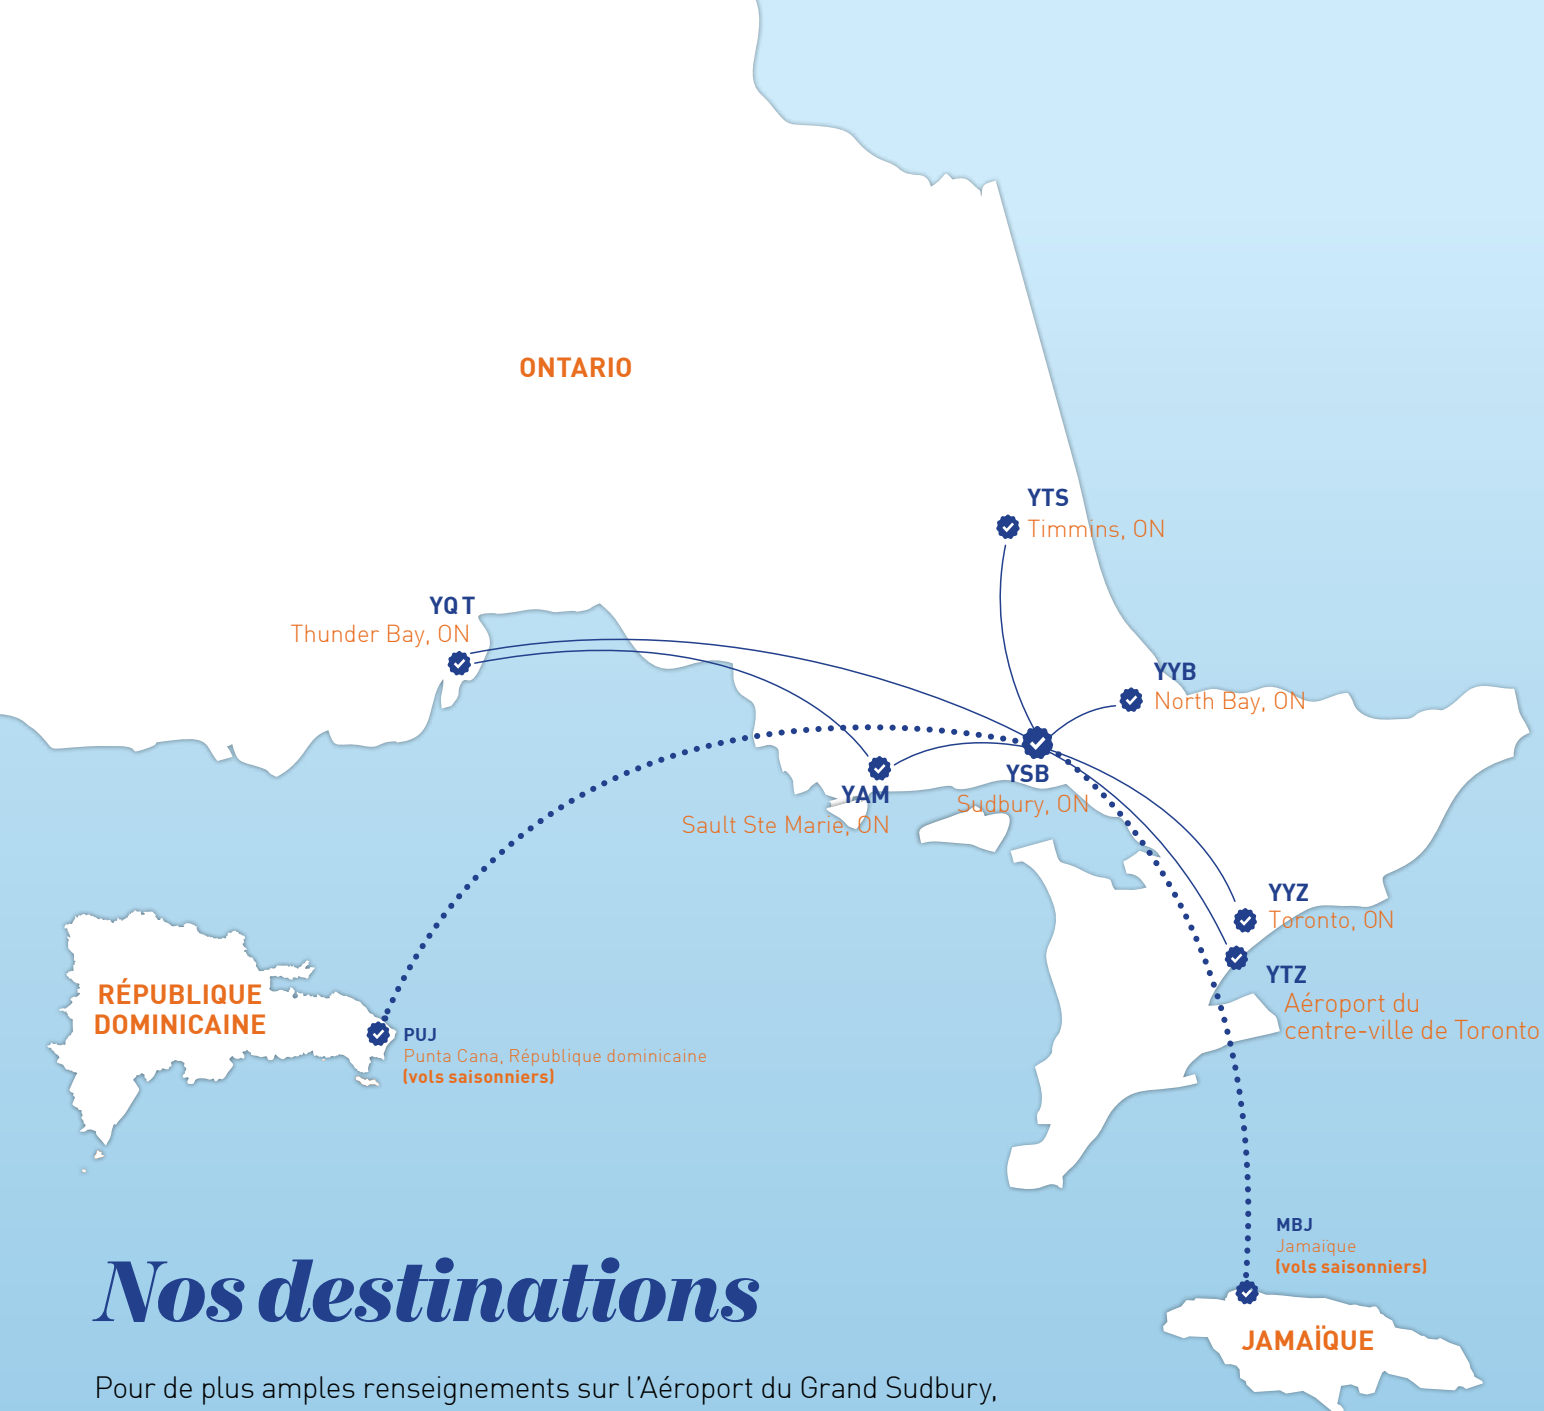 ONTARIO
YTS
Timmins, ON
YQT
Thunder Bay, ON
YYB
North Bay, ON
YSB
Sudbury, ON
YAM
Sault Ste Marie, ON
YYZ
Toronto, ON
YTZ
Aéroport du
centre-ville de Toronto
RÉPUBLIQUE
DOMINICAINE
PUJ
Punta Cana, République dominicaine
(vols saisonniers)
MBJ
Jamaïque
(vols saisonniers)
JAMAÏQUE
Nos destinations
Pour de plus amples renseignements sur l’Aéroport du Grand Sudbury,